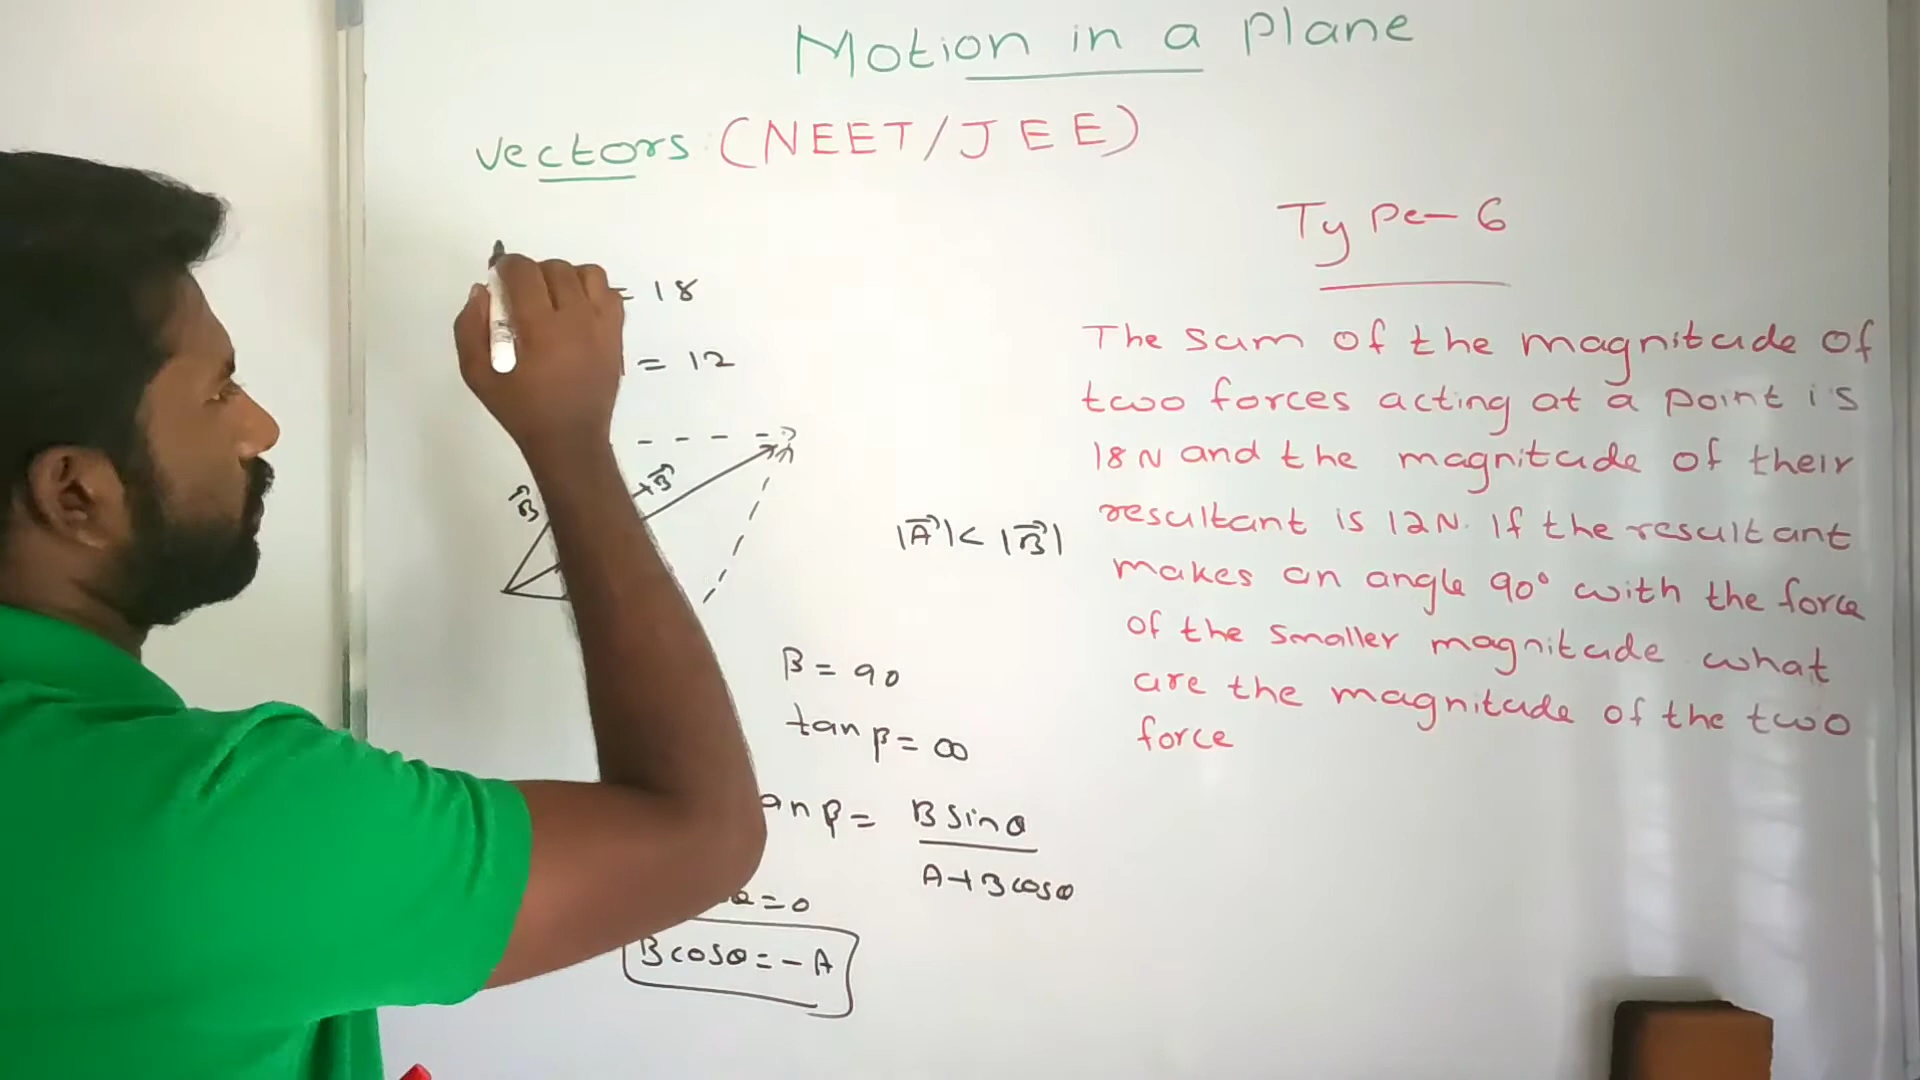 Motion in a plane
vectors (NEET/JEE)
Type-6
= 18
= 12
The sum of the magnitude of
two forces acting at a point is
18N and the magnitude of their
resultant is 12N. If the resultant
makes an angle 90° with the force
of the smaller magnitude what
are the magnitude of the two
force
B⃗
+B⃗
|A⃗| < |B⃗|
β = 90
tan β = ∞
an β = B sin θ
A+B cos θ
= 0
B cos θ = - A